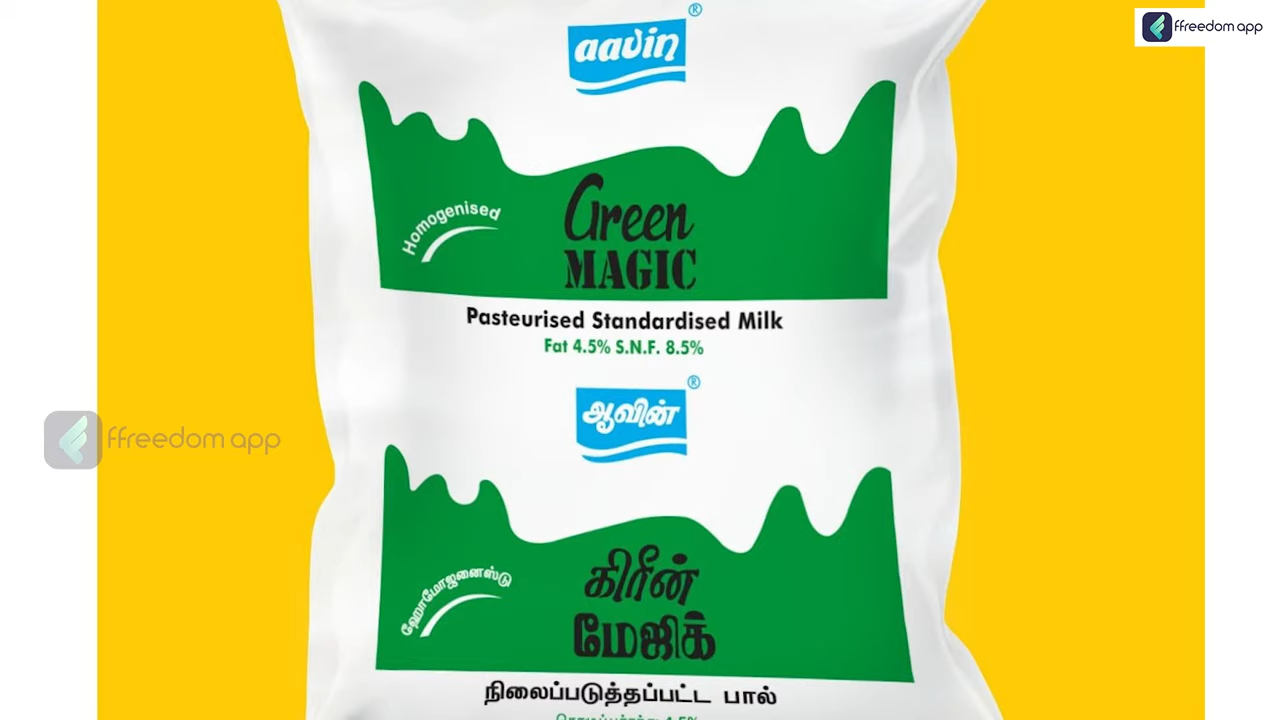 aavin ®
ffreedom app
Homogenised
Green
MAGIC
Pasteurised Standardised Milk
Fat 4.5% S.N.F. 8.5%
ஆவின் ®
ffreedom app
ஹோமோஜனைஸ்டு
கிரீன்
மேஜிக்
நிலைப்படுத்தப்பட்ட பால்